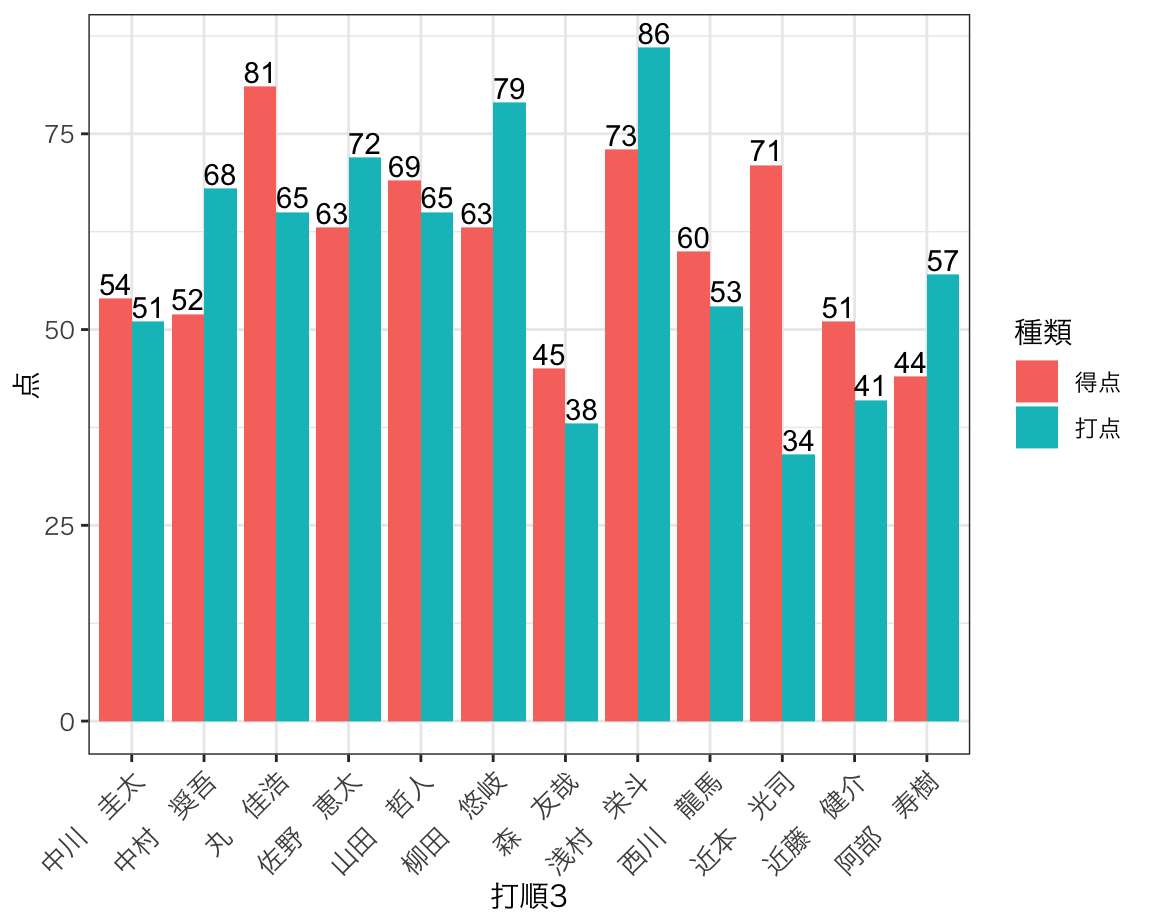 点
75
50
25
0
54
51
52
68
81
65
63
72
69
65
63
79
45
38
73
86
60
53
71
34
51
41
44
57
中川　圭太
中村　奨吾
丸　佳浩
佐野　恵太
山田　哲人
柳田　悠岐
森　友哉
浅村　栄斗
西川　龍馬
近本　光司
近藤　健介
阿部　寿樹
打順3
種類
得点
打点